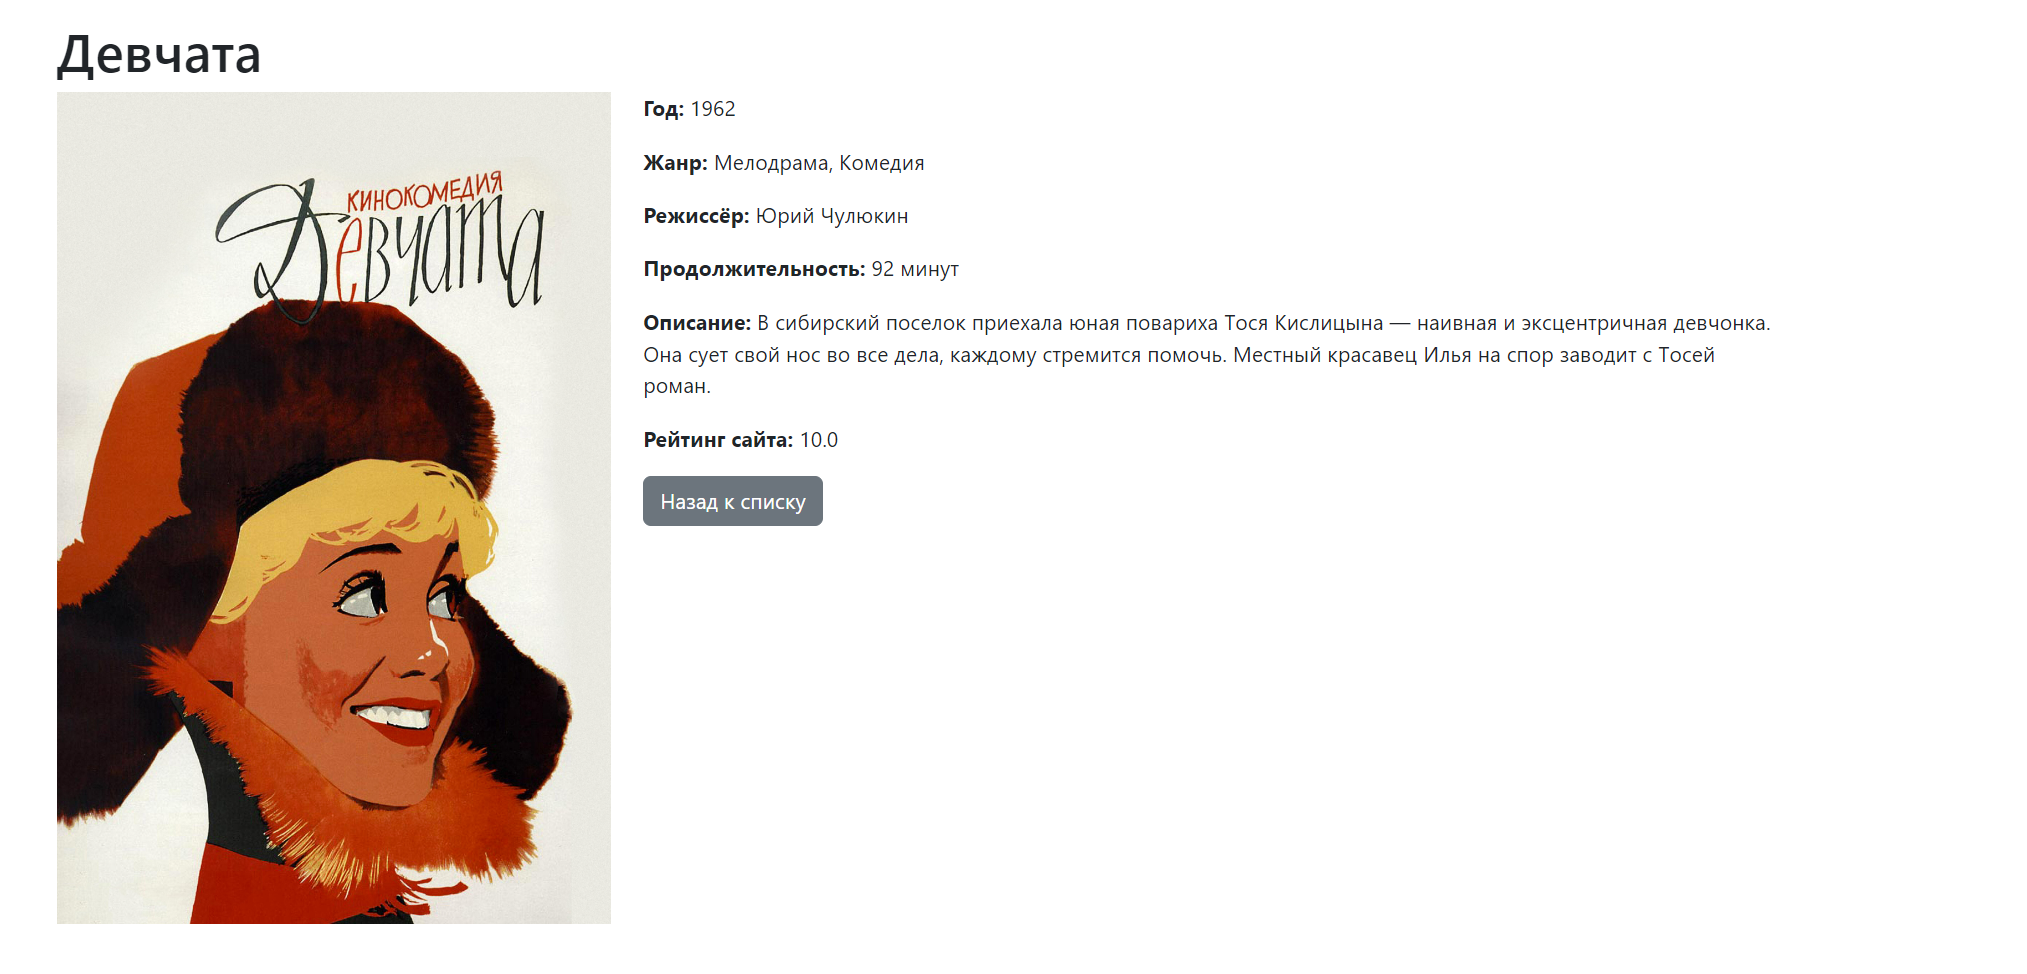 Девчата
КИНОКОМЕДИЯ
Девчата
Год: 1962
Жанр: Мелодрама, Комедия
Режиссёр: Юрий Чулюкин
Продолжительность: 92 минут
Описание: В сибирский поселок приехала юная повариха Тося Кислицына — наивная и эксцентричная девчонка.
Она сует свой нос во все дела, каждому стремится помочь. Местный красавец Илья на спор заводит с Тосей
роман.
Рейтинг сайта: 10.0
Назад к списку